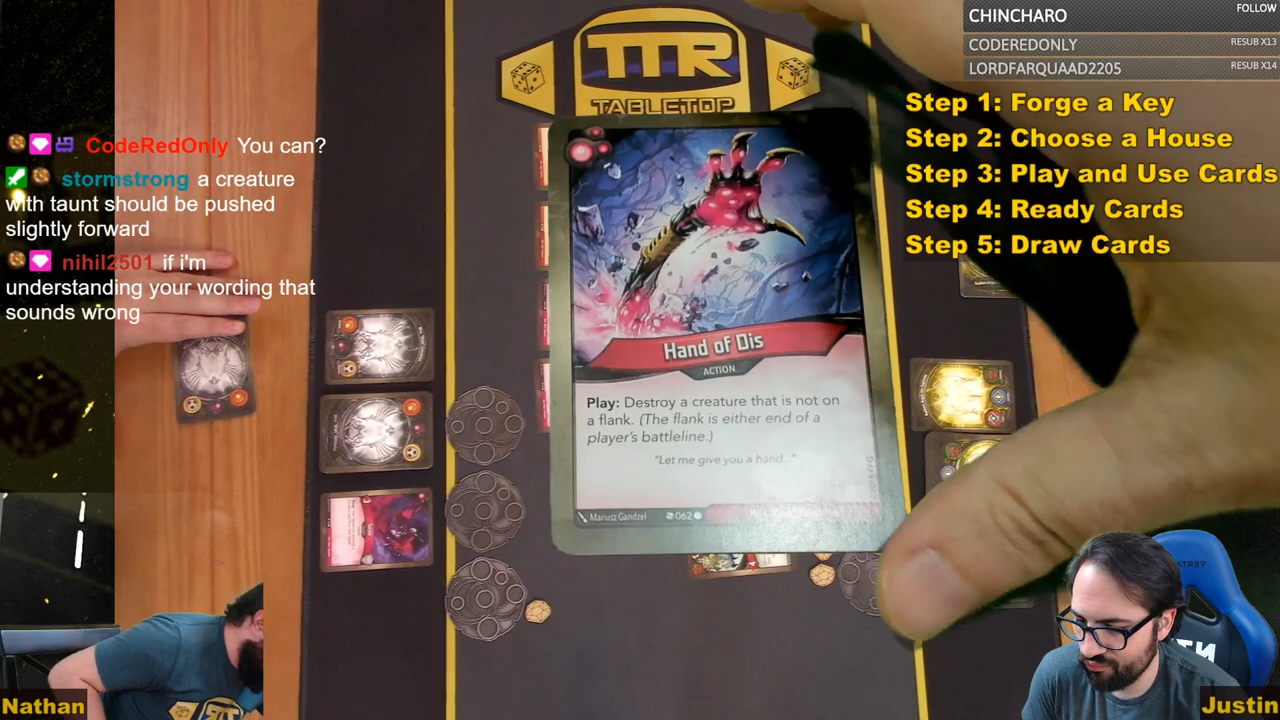 CHINCHARO FOLLOW
CODEREDONLY RESUB X13
LORDFARQUAAD2205 RESUB X14
Step 1: Forge a Key
Step 2: Choose a House
Step 3: Play and Use Cards
Step 4: Ready Cards
Step 5: Draw Cards
CodeRedOnly You can?
stormstrong a creature
with taunt should be pushed
slightly forward
nihil2501 if i'm
understanding your wording that
sounds wrong
TTR
TABLETOP
Hand of Dis
ACTION
Play: Destroy a creature that is not on
a flank. (The flank is either end of a
player's battleline.)
"Let me give you a hand..."
Mariusz Gandzel 062
Nathan
Justin